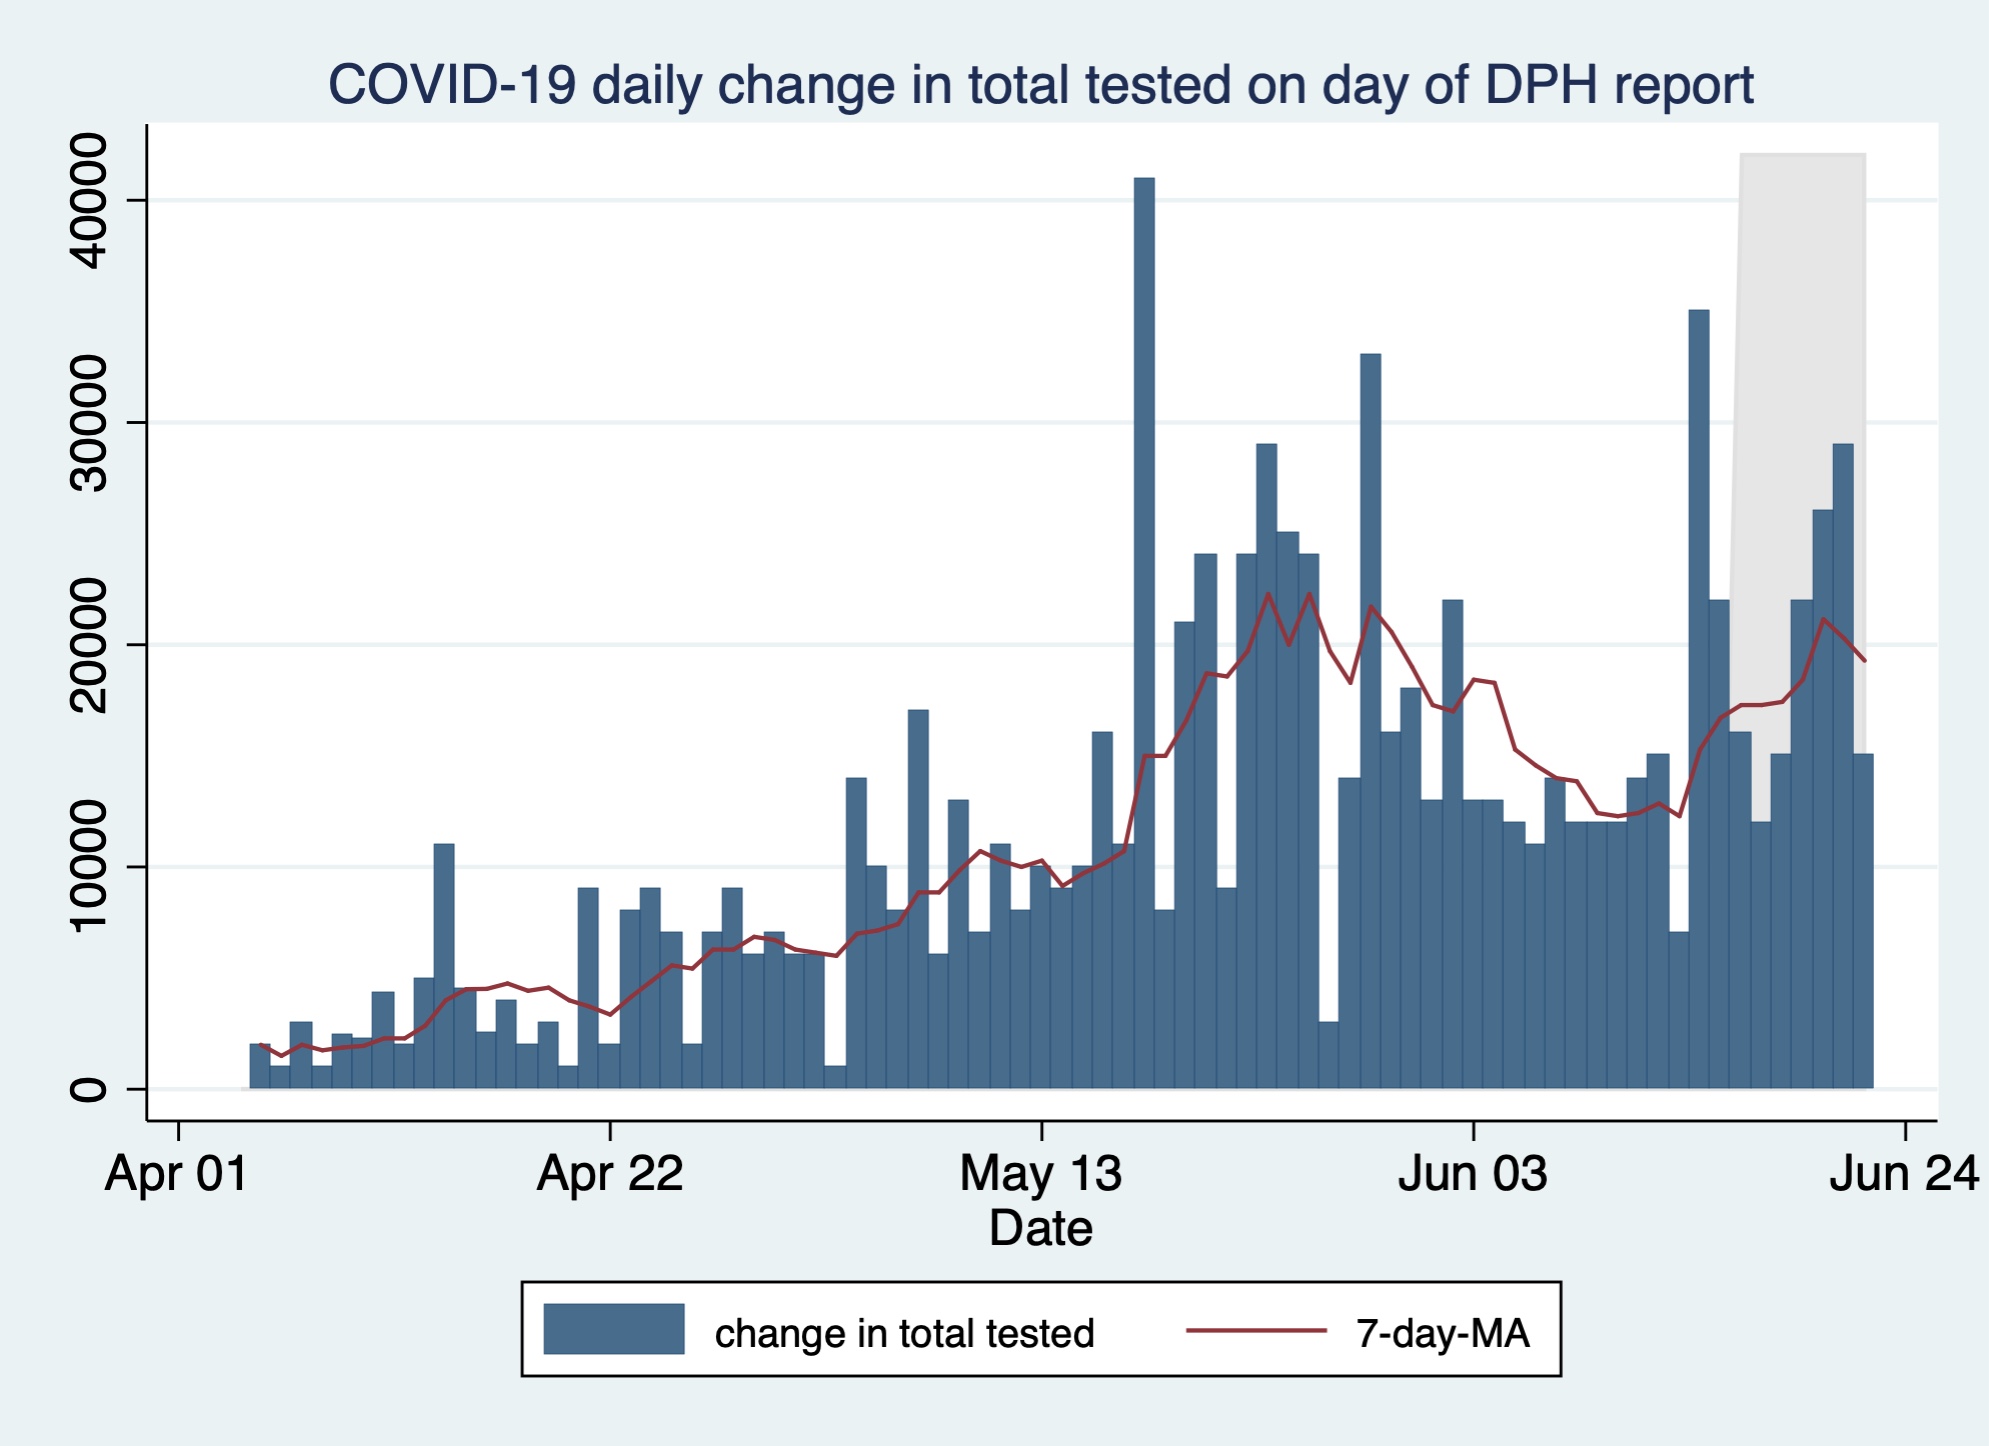 COVID-19 daily change in total tested on day of DPH report
40000
30000
20000
10000
0
Apr 01 Apr 22 May 13 Jun 03 Jun 24
Date
change in total tested 7-day-MA